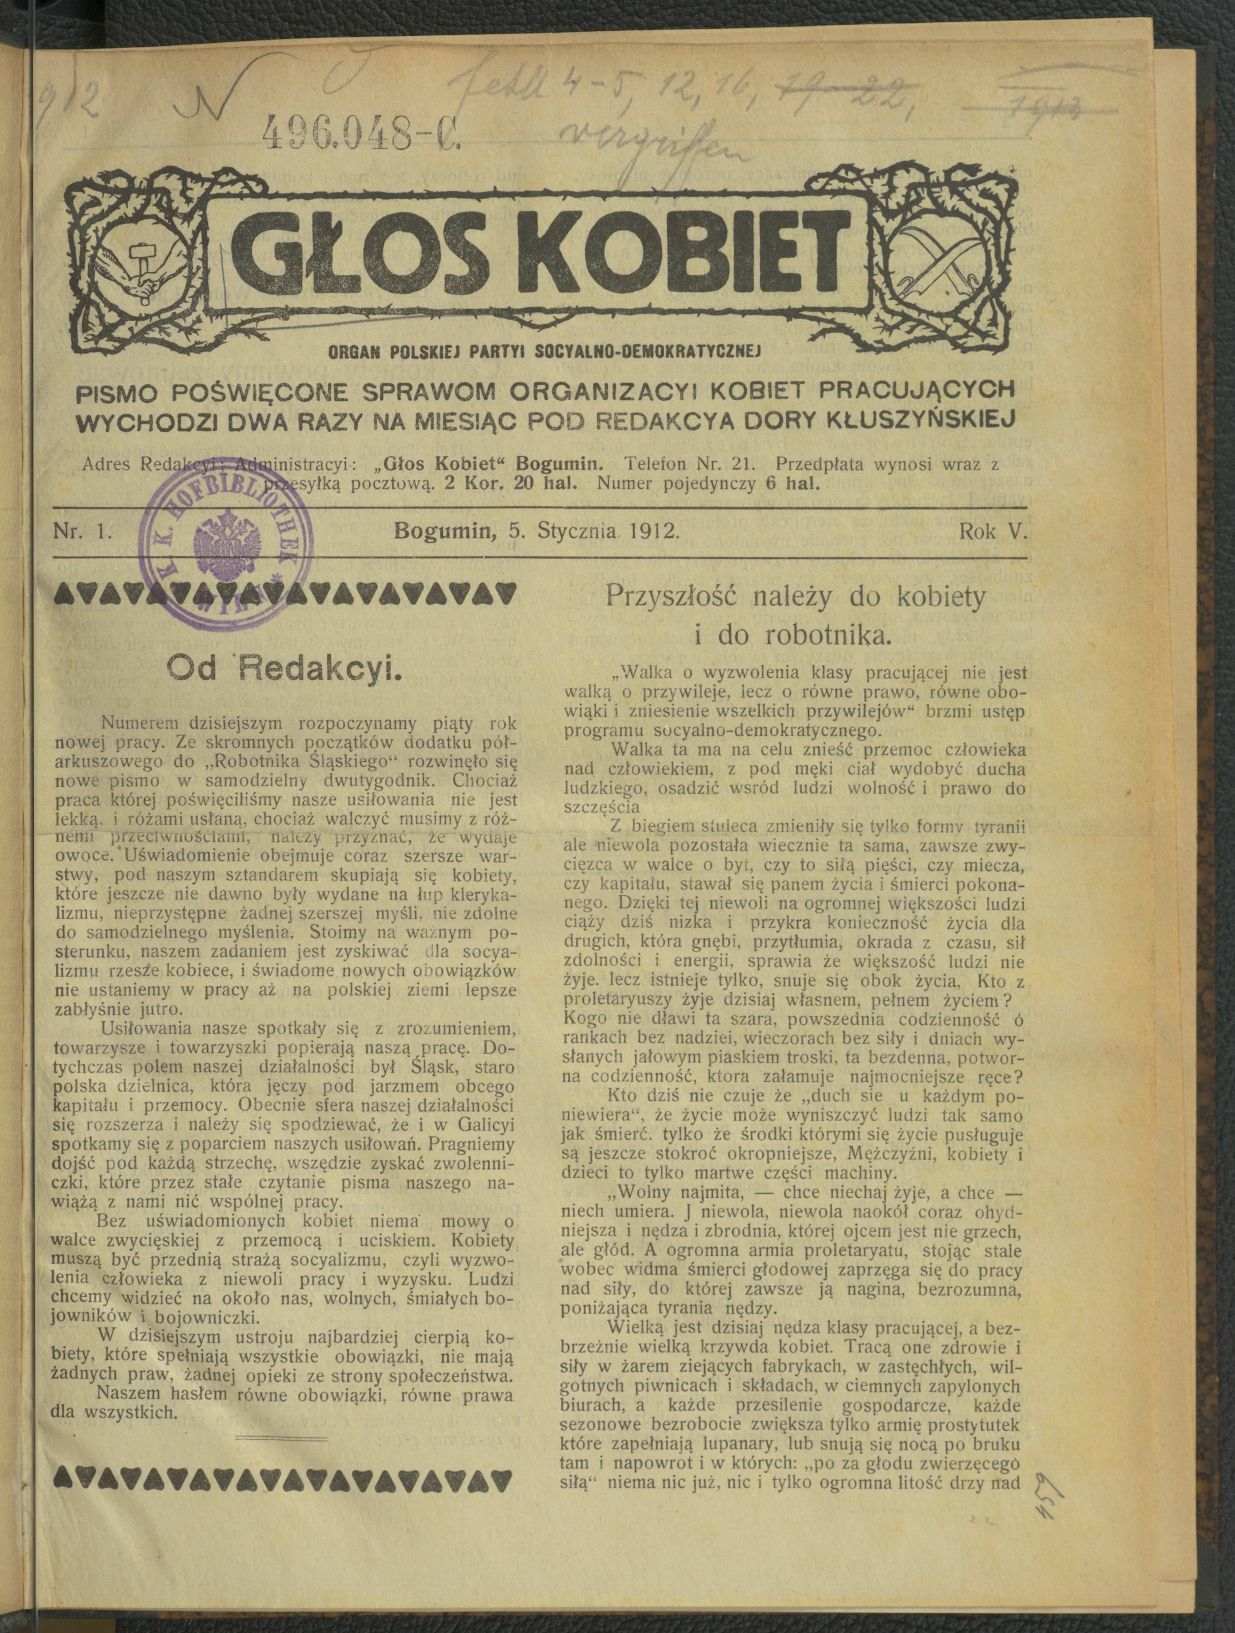 912 N fehlt 4-5, 12, 16, 19-22, 1913
vergriffen
496.048-C.
GŁOS KOBIET
ORGAN POLSKIEJ PARTYI SOCYALNO-DEMOKRATYCZNEJ
PISMO POŚWIĘCONE SPRAWOM ORGANIZACYI KOBIET PRACUJĄCYCH
WYCHODZI DWA RAZY NA MIESIĄC POD REDAKCYA DORY KŁUSZYŃSKIEJ
Adres Redakcyi i Administracyi: „Głos Kobiet“ Bogumin. Telefon Nr. 21. Przedpłata wynosi wraz z
przesyłką pocztową. 2 Kor. 20 hal. Numer pojedynczy 6 hal.
K. K. HOFBIBLIOTHEK
WIEN
Nr. 1. Bogumin, 5. Stycznia 1912. Rok V.
Od Redakcyi.
Numerem dzisiejszym rozpoczynamy piąty rok
nowej pracy. Ze skromnych początków dodatku pół-
arkuszowego do „Robotnika Śląskiego“ rozwinęło się
nowe pismo w samodzielny dwutygodnik. Chociaż
praca której poświęciliśmy nasze usiłowania nie jest
lekką. i różami usłaną, chociaż walczyć musimy z róż-
nemi przeciwnościami, należy przyznać, że wydaje
owoce. Uświadomienie obejmuje coraz szersze war-
stwy, pod naszym sztandarem skupiają się kobiety,
które jeszcze nie dawno były wydane na łup kleryka-
lizmu, nieprzystępne żadnej szerszej myśli, nie zdolne
do samodzielnego myślenia. Stoimy na ważnym po-
sterunku, naszem zadaniem jest zyskiwać dla socya-
lizmu rzesźe kobiece, i świadome nowych obowiązków
nie ustaniemy w pracy aż na polskiej ziemi lepsze
zabłyśnie jutro.
Usiłowania nasze spotkały się z zrozumieniem,
towarzysze i towarzyszki popierają naszą pracę. Do-
tychczas polem naszej działalności był Śląsk, staro
polska dzielnica, która jęczy pod jarzmem obcego
kapitału i przemocy. Obecnie sfera naszej działalności
się rozszerza i należy się spodziewać, że i w Galicyi
spotkamy się z poparciem naszych usiłowań. Pragniemy
dojść pod każdą strzechę, wszędzie zyskać zwolenni-
czki, które przez stałe czytanie pisma naszego na-
wiążą z nami nić wspólnej pracy.
Bez uświadomionych kobiet niema mowy o
walce zwycięskiej z przemocą i uciskiem. Kobiety
muszą być przednią strażą socyalizmu, czyli wyzwo-
lenia człowieka z niewoli pracy i wyzysku. Ludzi
chcemy widzieć na około nas, wolnych, śmiałych bo-
jowników i bojowniczki.
W dzisiejszym ustroju najbardziej cierpią ko-
biety, które spełniają wszystkie obowiązki, nie mają
żadnych praw, żadnej opieki ze strony społeczeństwa.
Naszem hasłem równe obowiązki, równe prawa
dla wszystkich.
Przyszłość należy do kobiety
i do robotnika.
„Walka o wyzwolenia klasy pracującej nie jest
walką o przywileje, lecz o równe prawo, równe obo-
wiąki i zniesienie wszelkich przywilejów“ brzmi ustęp
programu socyalno-demokratycznego.
Walka ta ma na celu znieść przemoc człowieka
nad człowiekiem, z pod męki ciał wydobyć ducha
ludzkiego, osadzić wsród ludzi wolność i prawo do
szczęścia
Z biegiem stuleca zmieniły się tylko formy tyranii
ale niewola pozostała wiecznie ta sama, zawsze zwy-
cięzca w walce o byt, czy to siłą pięści, czy miecza,
czy kapitału, stawał się panem życia i śmierci pokona-
nego. Dzięki tej niewoli na ogromnej większości ludzi
ciąży dziś nizka i przykra konieczność życia dla
drugich, która gnębi, przytłumia, okrada z czasu, sił
zdolności i energii, sprawia że większość ludzi nie
żyje. lecz istnieje tylko, snuje się obok życia, Kto z
proletaryuszy żyje dzisiaj własnem, pełnem życiem?
Kogo nie dławi ta szara, powszednia codzienność ó
rankach bez nadziei, wieczorach bez siły i dniach wy-
słanych jałowym piaskiem troski, ta bezdenna, potwor-
na codzienność, ktora załamuje najmocniejsze ręce?
Kto dziś nie czuje że „duch sie u każdym po-
niewiera“, że życie może wyniszczyć ludzi tak samo
jak śmierć. tylko że środki którymi się życie pusługuje
są jeszcze stokroć okropniejsze, Mężczyźni, kobiety i
dzieci to tylko martwe części machiny.
„Wolny najmita, — chce niechaj żyje, a chce —
niech umiera. J niewola, niewola naokół coraz ohyd-
niejsza i nędza i zbrodnia, której ojcem jest nie grzech,
ale głód. A ogromna armia proletaryatu, stojąc stale
wobec widma śmierci głodowej zaprzęga się do pracy
nad siły, do której zawsze ją nagina, bezrozumna,
poniżająca tyrania nędzy.
Wielką jest dzisiaj nędza klasy pracującej, a bez-
brzeżnie wielką krzywda kobiet. Tracą one zdrowie i
siły w żarem ziejących fabrykach, w zastęchłych, wil-
gotnych piwnicach i składach, w ciemnych zapylonych
biurach, a każde przesilenie gospodarcze, każde
sezonowe bezrobocie zwiększa tylko armię prostytutek
które zapełniają lupanary, lub snują się nocą po bruku
tam i napowrot i w których: „po za głodu zwierzęcego
siłą“ niema nic już, nic i tylko ogromna litość drzy nad